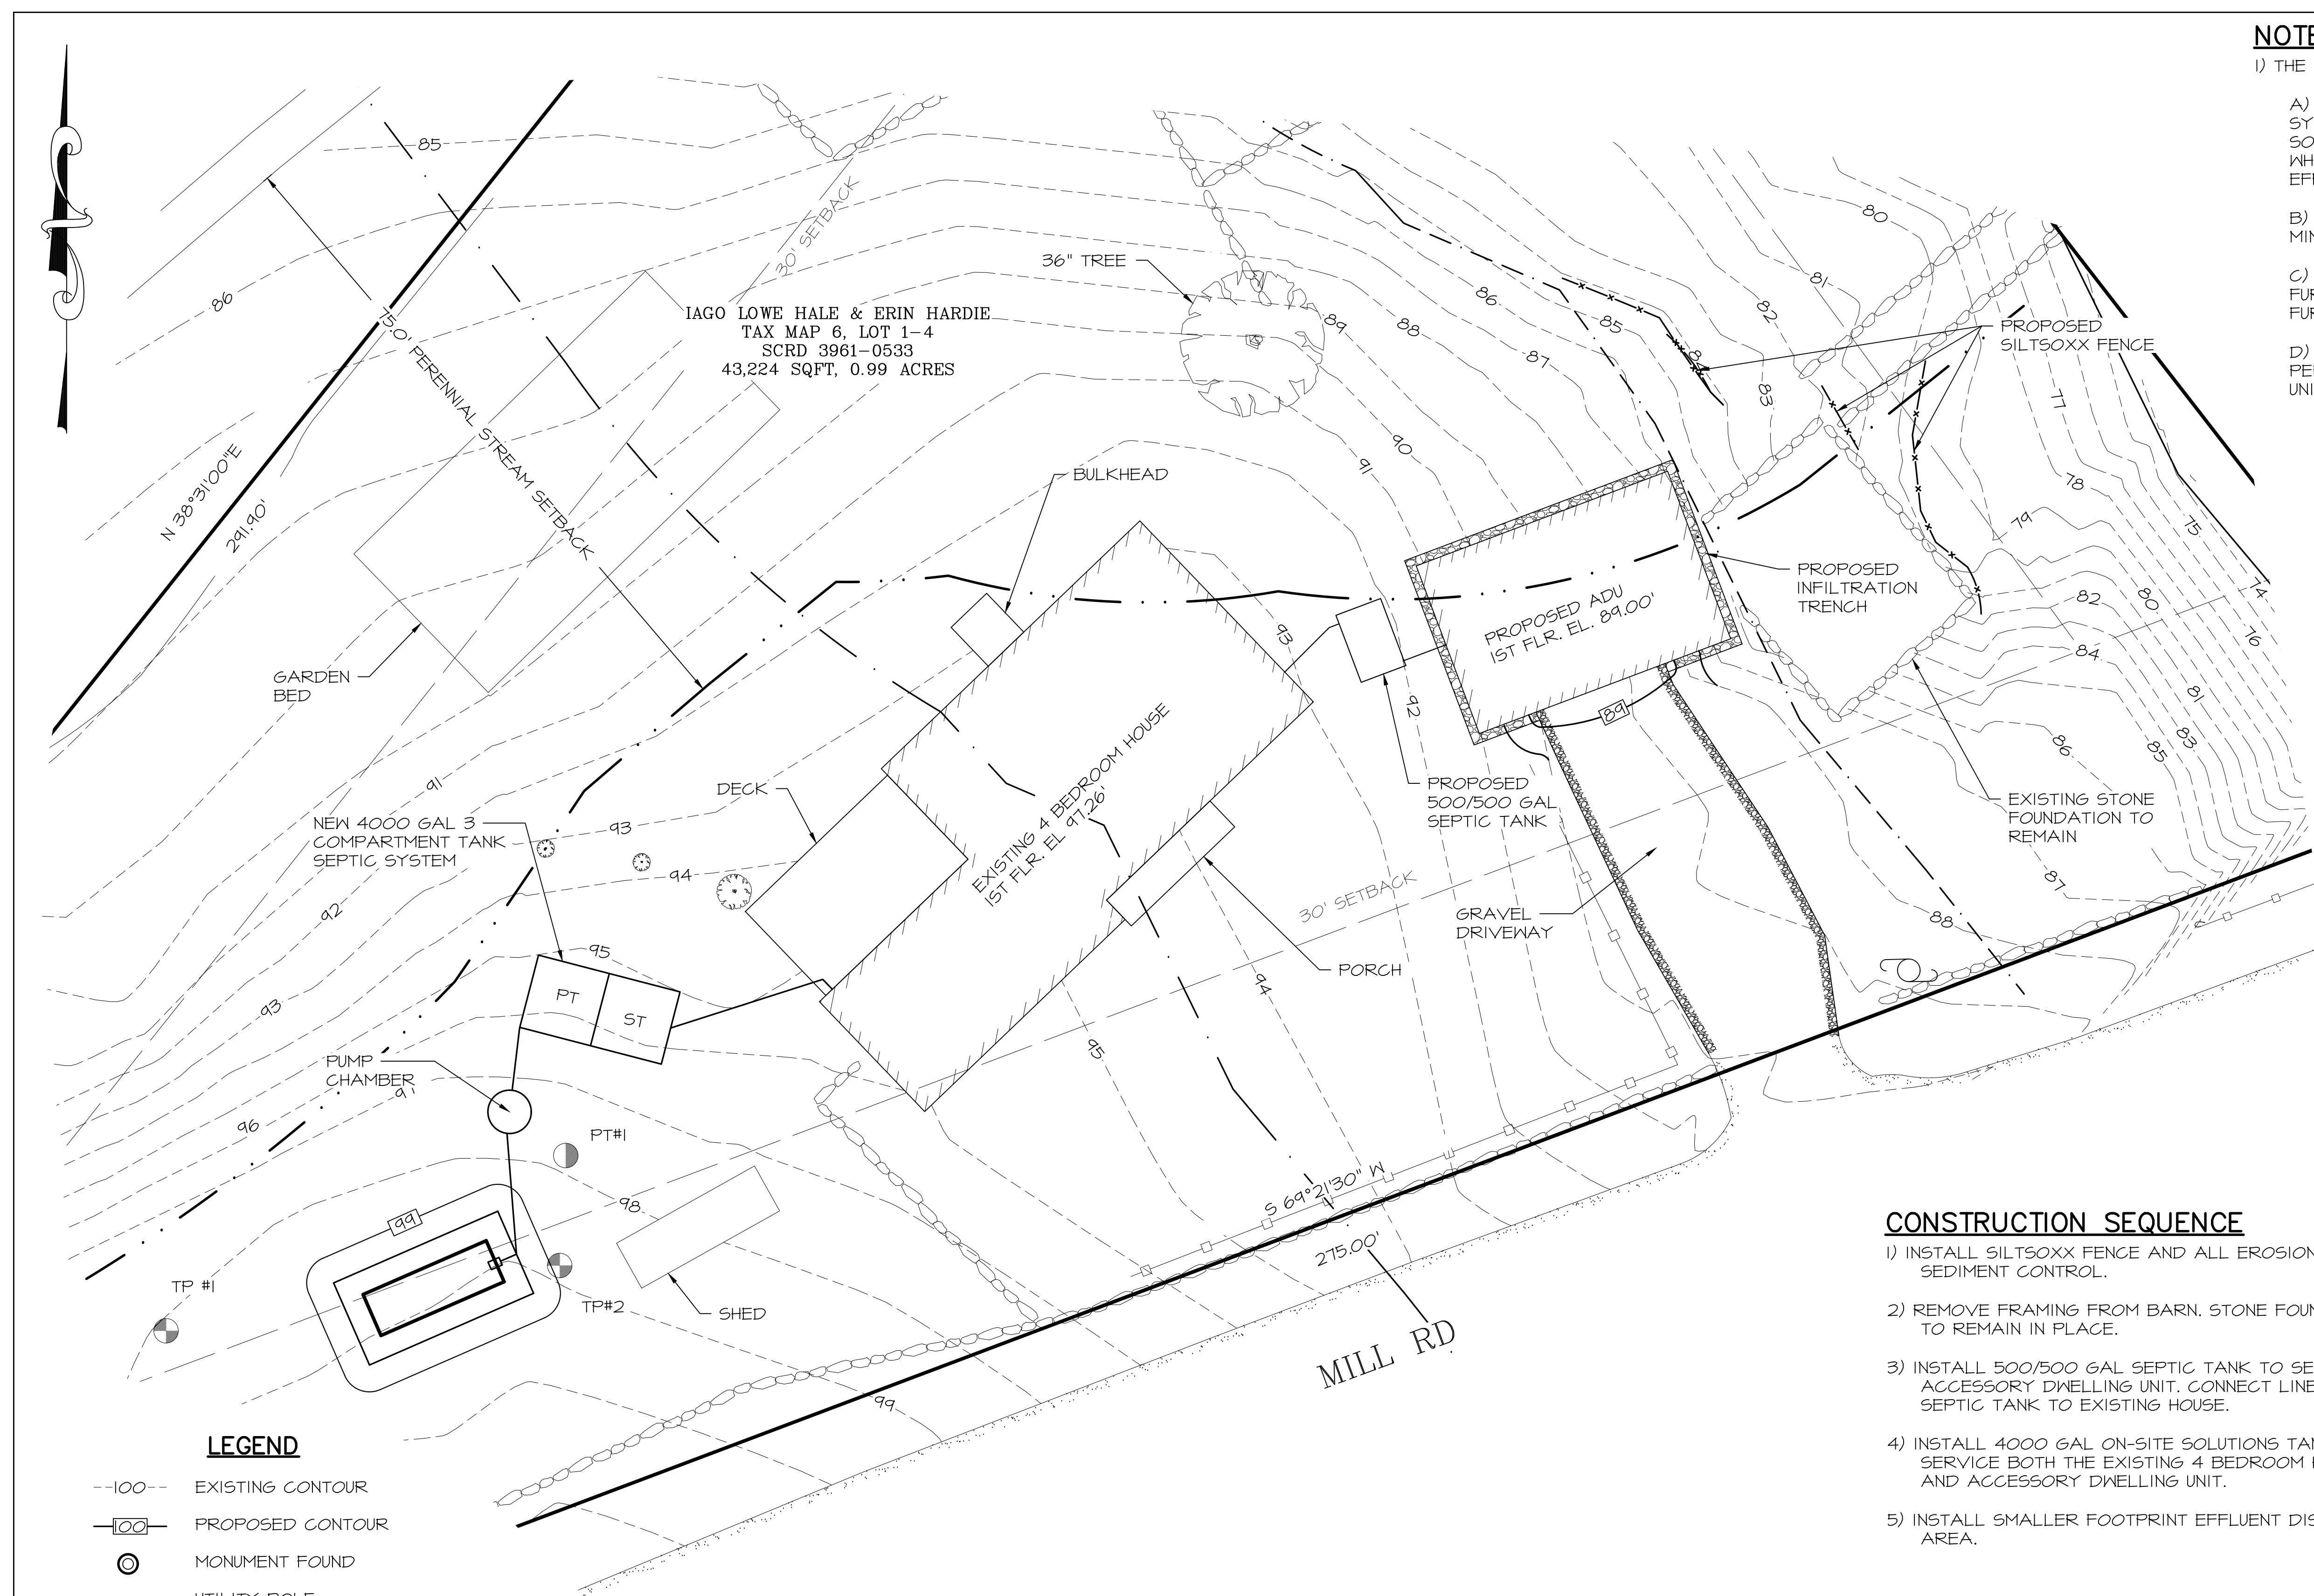 NOTE
1) THE
A)
SY
SO
WH
EFF
B)
MIN
C)
FUR
FUR
D)
PE
UNI
85
86
75.0' PERENNIAL STREAM SETBACK
30' SETBACK
36" TREE
IAGO LOWE HALE & ERIN HARDIE
TAX MAP 6, LOT 1-4
SCRD 3961-0533
43,224 SQFT, 0.99 ACRES
N 38°31'00"E
291.90'
BULKHEAD
GARDEN
BED
89
88
87
86
85
84
83
82
81
80
90
91
PROPOSED
SILTSOXX FENCE
77
78
79
75
74
76
80
82
84
81
83
85
86
87
88
PROPOSED
INFILTRATION
TRENCH
PROPOSED ADU
1ST FLR. EL. 89.00'
93
92
89
DECK
EXISTING 4 BEDROOM HOUSE
1ST FLR. EL 97.26'
PROPOSED
500/500 GAL
SEPTIC TANK
EXISTING STONE
FOUNDATION TO
REMAIN
91
NEW 4000 GAL 3
COMPARTMENT TANK
SEPTIC SYSTEM
93
94
92
93
95
30' SETBACK
GRAVEL
DRIVEWAY
PORCH
94
95
PT
ST
PUMP
CHAMBER
96
PT#1
98
99
TP #1
TP#2
SHED
S 69°21'30" W
275.00'
MILL RD
99
CONSTRUCTION SEQUENCE
1) INSTALL SILTSOXX FENCE AND ALL EROSION
SEDIMENT CONTROL.
2) REMOVE FRAMING FROM BARN. STONE FOUN
TO REMAIN IN PLACE.
3) INSTALL 500/500 GAL SEPTIC TANK TO SE
ACCESSORY DWELLING UNIT. CONNECT LINE
SEPTIC TANK TO EXISTING HOUSE.
4) INSTALL 4000 GAL ON-SITE SOLUTIONS TAN
SERVICE BOTH THE EXISTING 4 BEDROOM
AND ACCESSORY DWELLING UNIT.
5) INSTALL SMALLER FOOTPRINT EFFLUENT DIS
AREA.
LEGEND
100 EXISTING CONTOUR
100 PROPOSED CONTOUR
MONUMENT FOUND